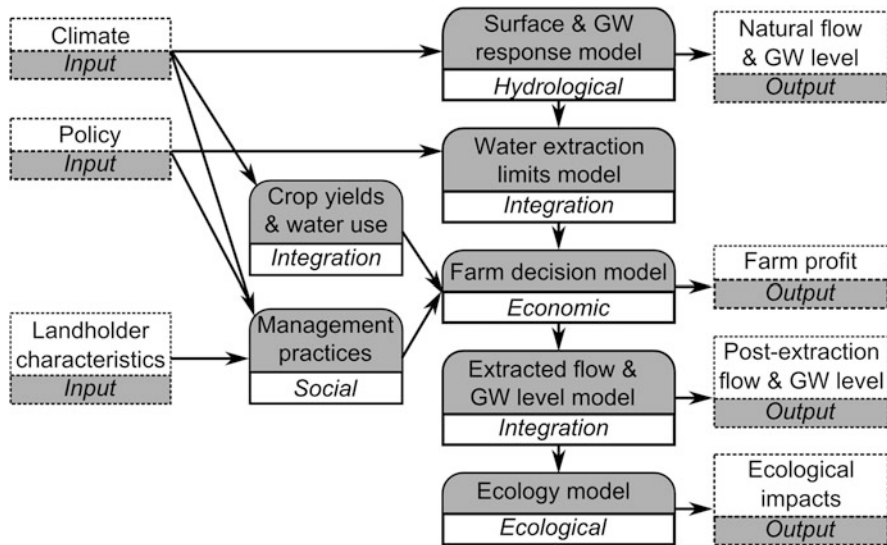 Climate
Input
Policy
Input
Landholder
characteristics
Input
Crop yields
& water use
Integration
Management
practices
Social
Surface & GW
response model
Hydrological
Water extraction
limits model
Integration
Farm decision model
Economic
Extracted flow &
GW level model
Integration
Ecology model
Ecological
Natural flow
& GW level
Output
Farm profit
Output
Post-extraction
flow & GW level
Output
Ecological
impacts
Output